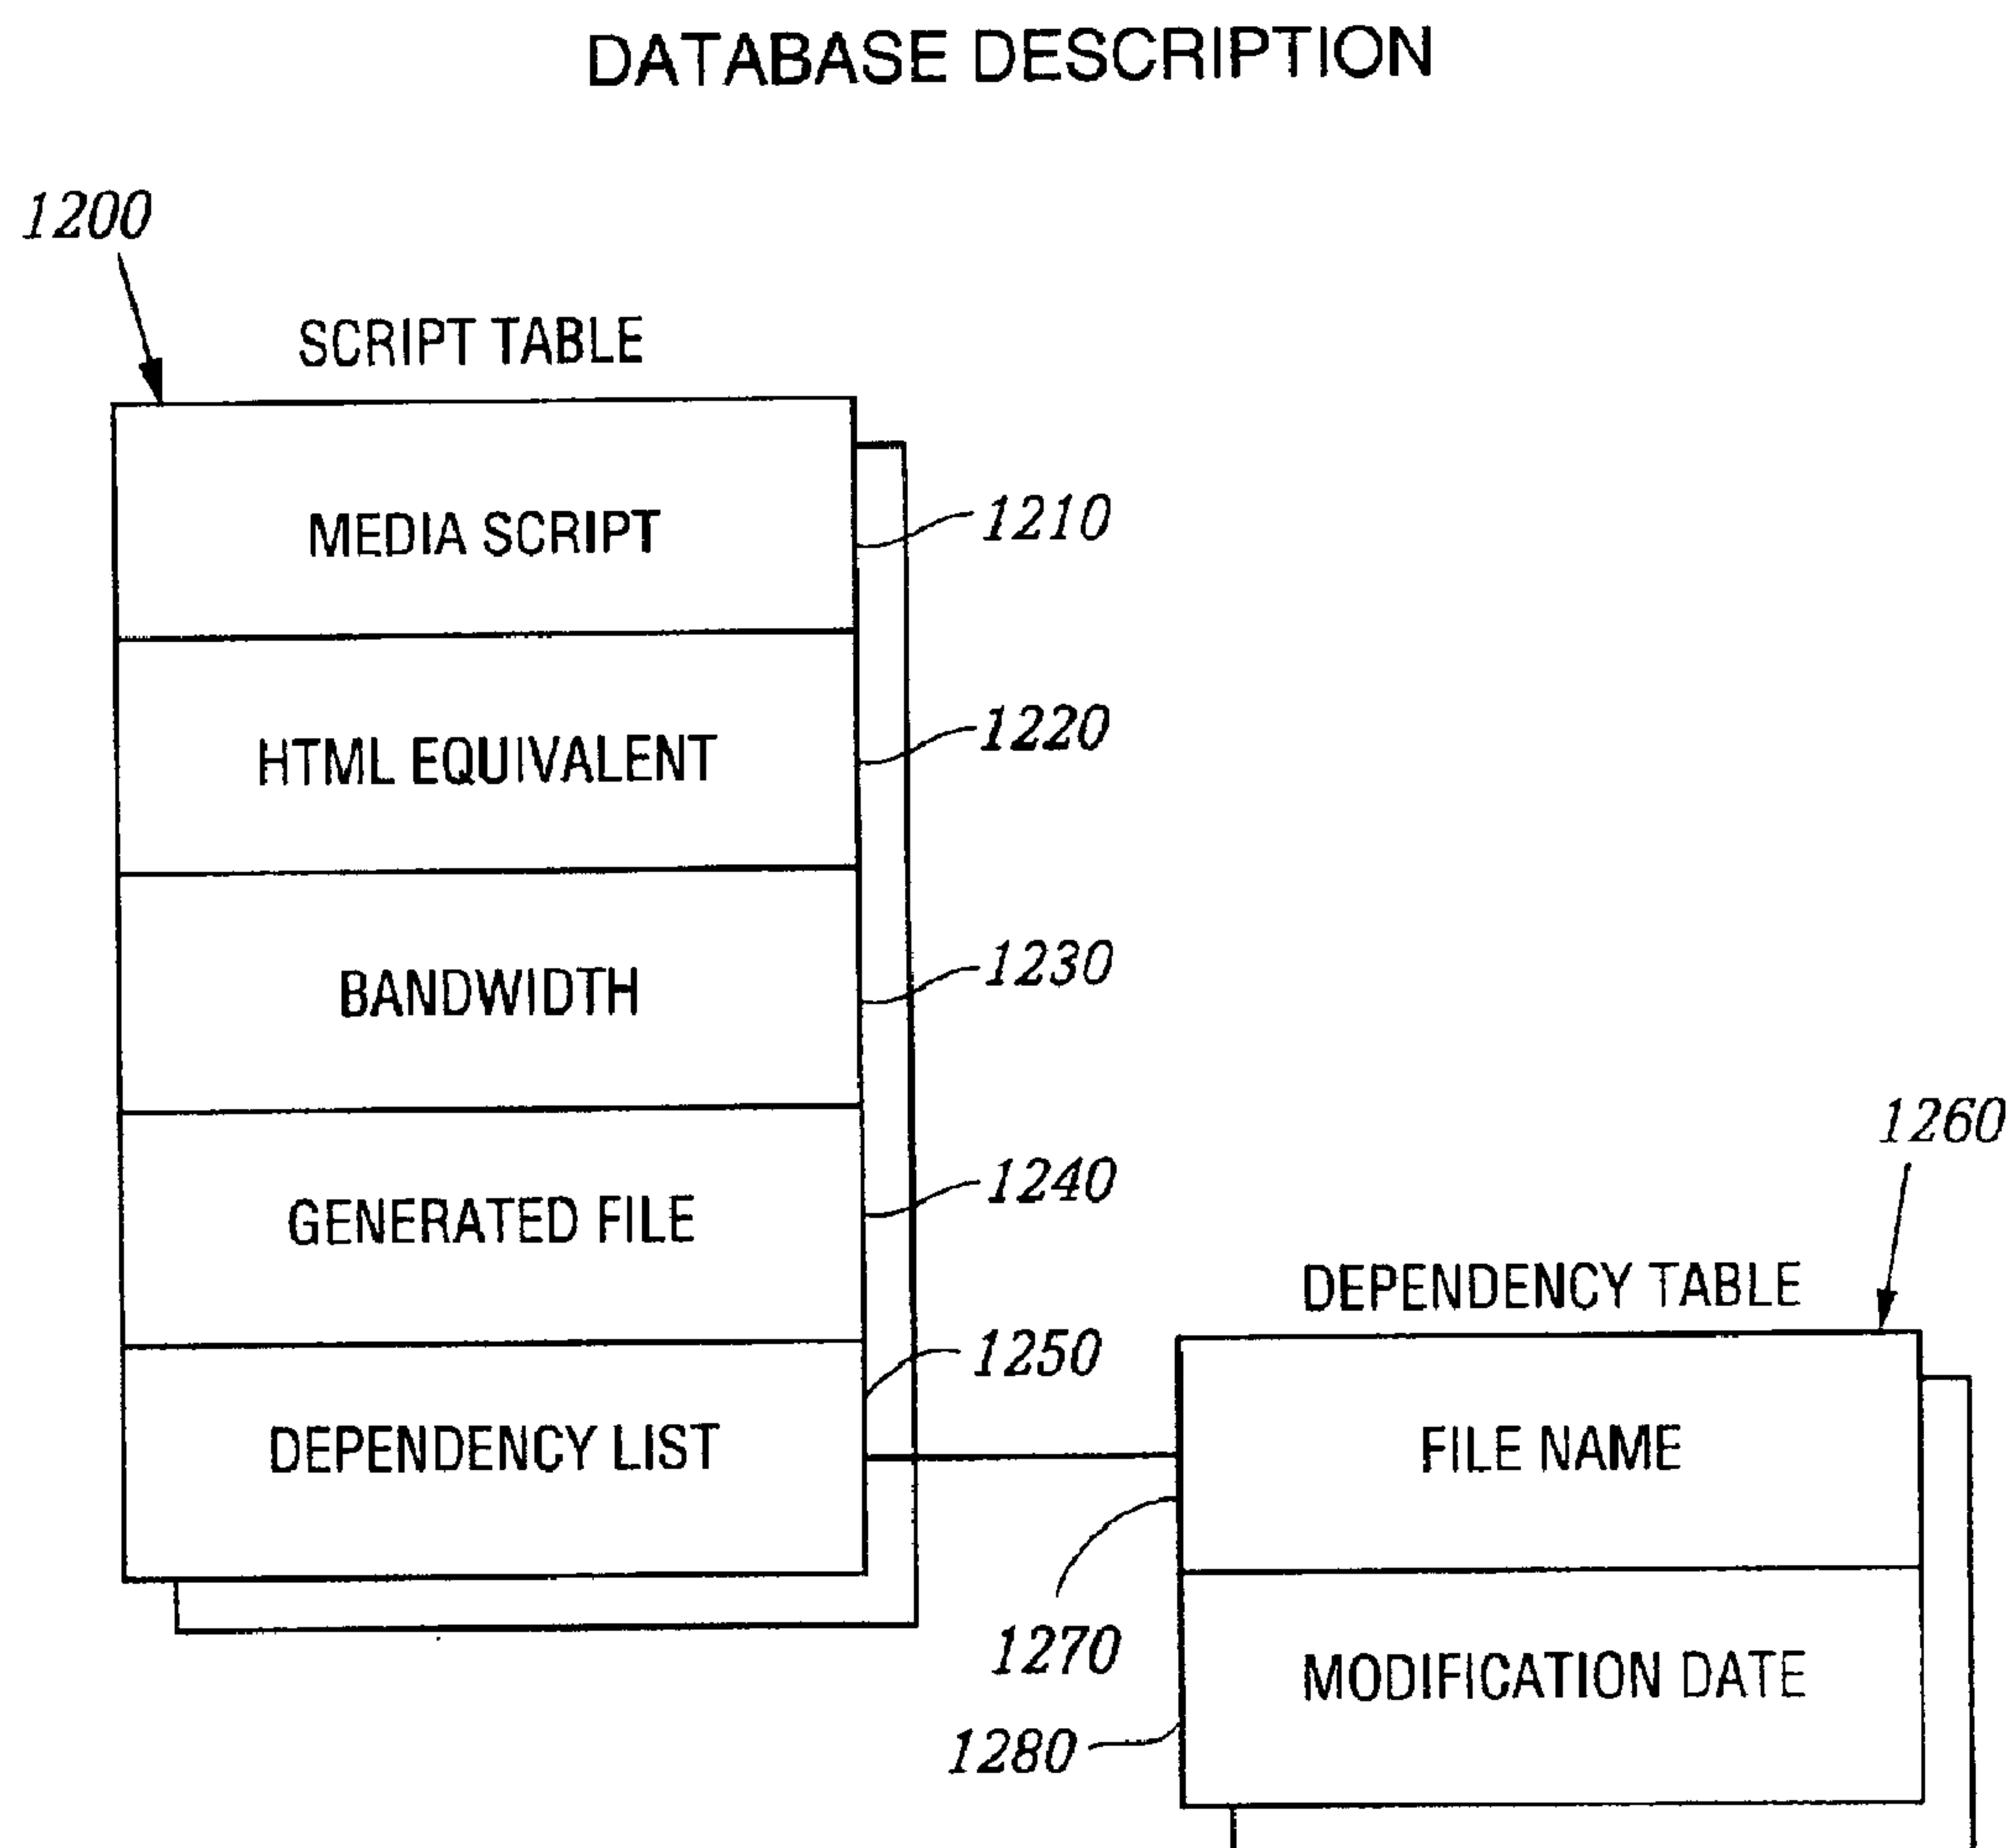 DATABASE DESCRIPTION
1200
SCRIPT TABLE
MEDIA SCRIPT
1210
HTML EQUIVALENT
1220
BANDWIDTH
1230
GENERATED FILE
1240
DEPENDENCY LIST
1250
1260
DEPENDENCY TABLE
FILE NAME
1270
MODIFICATION DATE
1280